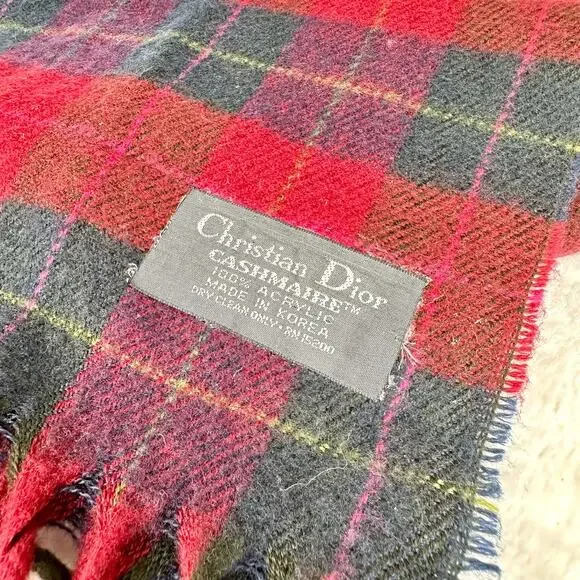 Christian Dior
CASHMAIRE™
100% ACRYLIC
MADE IN KOREA
DRY CLEAN ONLY • RN 15200